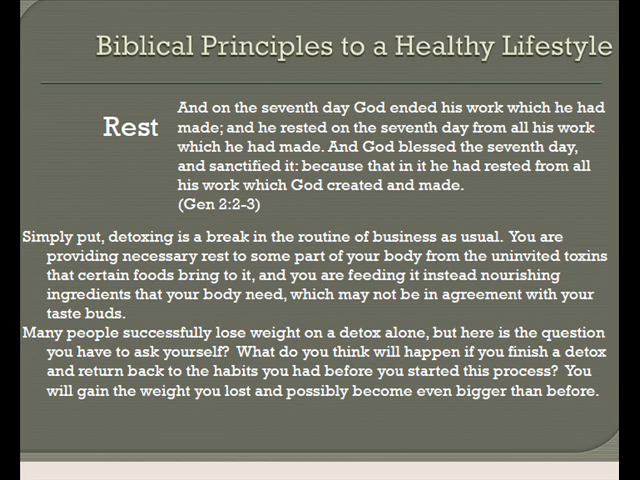 Biblical Principles to a Healthy Lifestyle
Rest
And on the seventh day God ended his work which he had
made; and he rested on the seventh day from all his work
which he had made. And God blessed the seventh day,
and sanctified it: because that in it he had rested from all
his work which God created and made.
(Gen 2:2-3)
Simply put, detoxing is a break in the routine of business as usual.  You are
providing necessary rest to some part of your body from the uninvited toxins
that certain foods bring to it, and you are feeding it instead nourishing
ingredients that your body need, which may not be in agreement with your
taste buds.
Many people successfully lose weight on a detox alone, but here is the question
you have to ask yourself?  What do you think will happen if you finish a detox
and return back to the habits you had before you started this process?  You
will gain the weight you lost and possibly become even bigger than before.